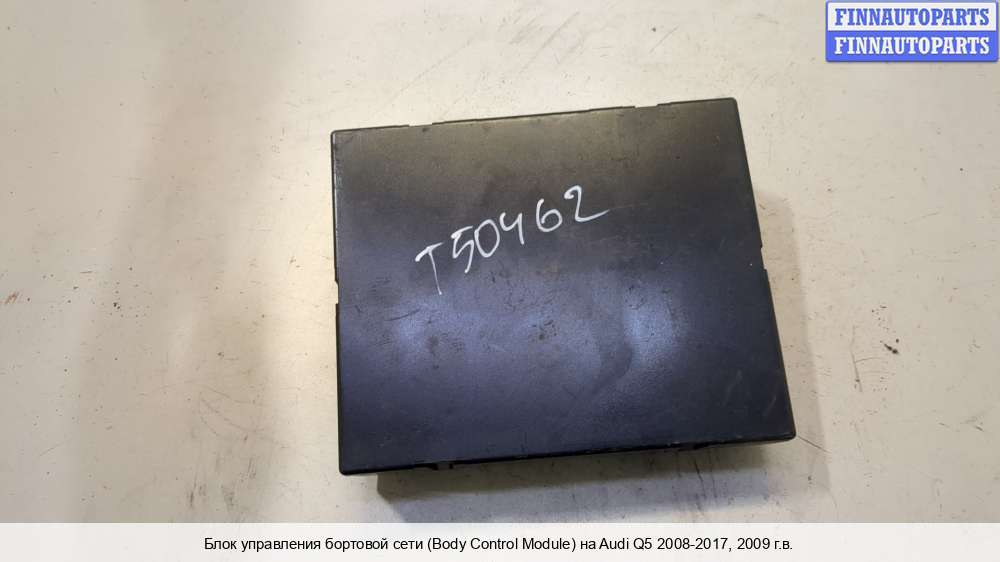 FINNAUTOPARTS
FINNAUTOPARTS
T50462
Блок управления бортовой сети (Body Control Module) на Audi Q5 2008-2017, 2009 г.в.